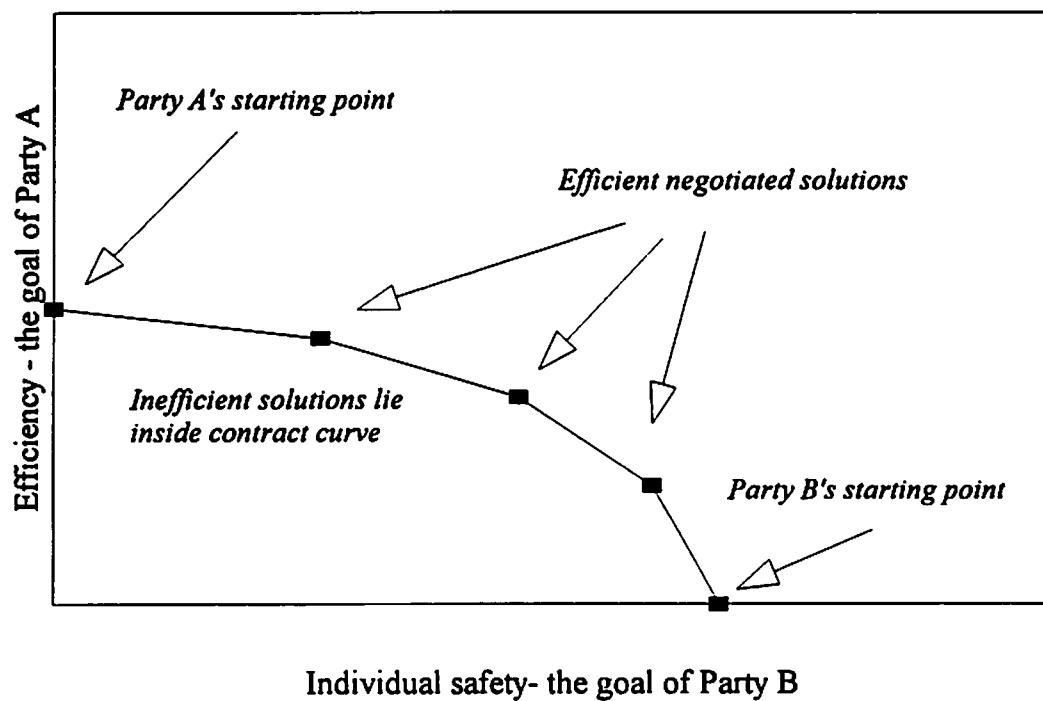 Party A's starting point
Efficiency - the goal of Party A
Efficient negotiated solutions
Inefficient solutions lie
inside contract curve
Party B's starting point
Individual safety- the goal of Party B